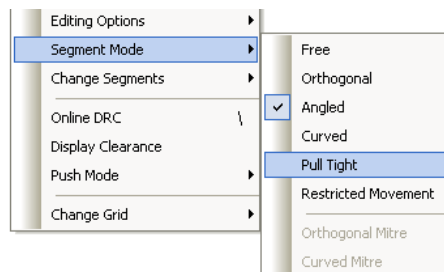 Editing Options
Segment Mode
Change Segments
Online DRC \
Display Clearance
Push Mode
Change Grid
Free
Orthogonal
Angled
Curved
Pull Tight
Restricted Movement
Orthogonal Mitre
Curved Mitre